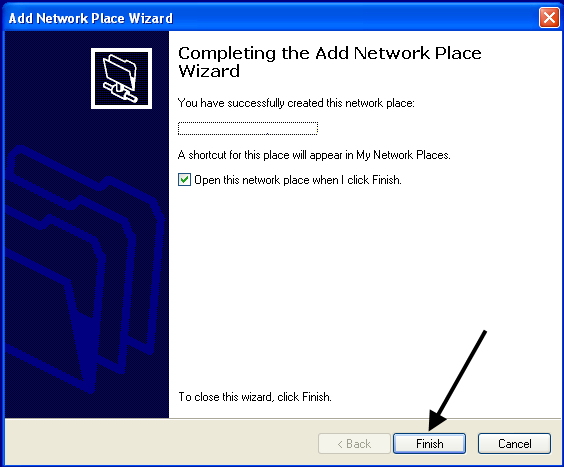 Add Network Place Wizard
Completing the Add Network Place
Wizard
You have successfully created this network place:
A shortcut for this place will appear in My Network Places.
Open this network place when I click Finish.
To close this wizard, click Finish.
< Back Finish Cancel